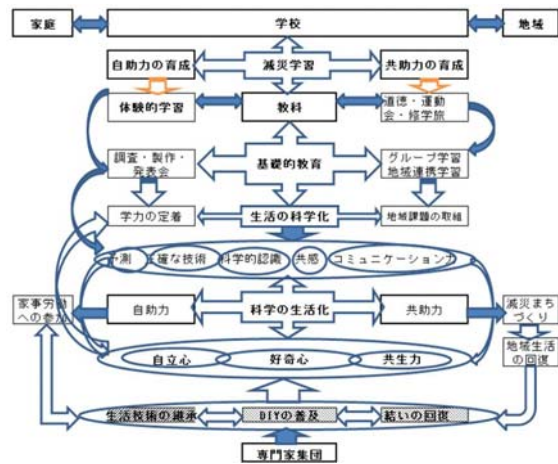 家庭
学校
地域
自助力の育成
減災学習
共助力の育成
体験的学習
教科
道徳・運動
会・修学旅
調査・製作・
発表会
基礎的教育
グループ学習
地域連携学習
学力の定着
生活の科学化
地域課題の取組
確な技術
科学的認識
共感
コミュニケーション力
家事労働
への参加
自助力
科学の生活化
共助力
減災まち
づくり
地域生活
の回復
自立心
好奇心
共生力
生活技術の継承
DIYの普及
結いの回復
専門家集団